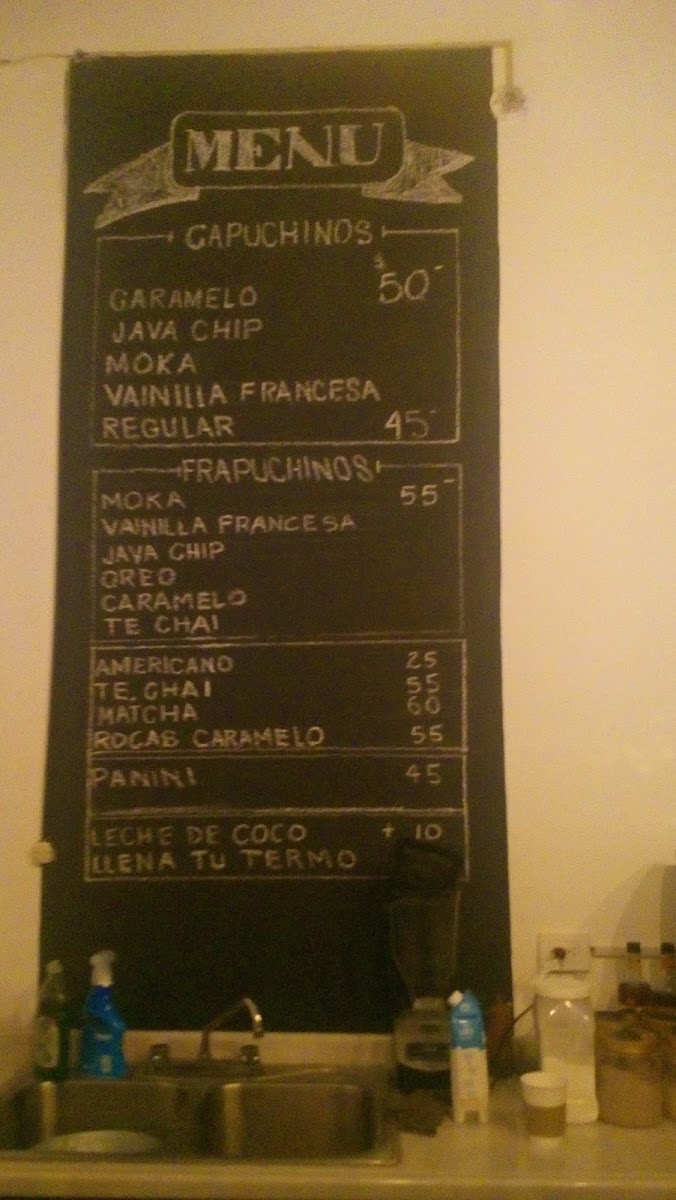 MENU
CAPUCHINOS
$50-
CARAMELO
JAVA CHIP
MOKA
VAINILLA FRANCESA
REGULAR 45-
FRAPUCHINOS
MOKA 55-
VAINILLA FRANCESA
JAVA CHIP
OREO
CARAMELO
TE CHAI
AMERICANO 25
TE CHAI 55
MATCHA 60
ROCAS CARAMELO 55
PANINI 45
LECHE DE COCO + 10
LLENA TU TERMO